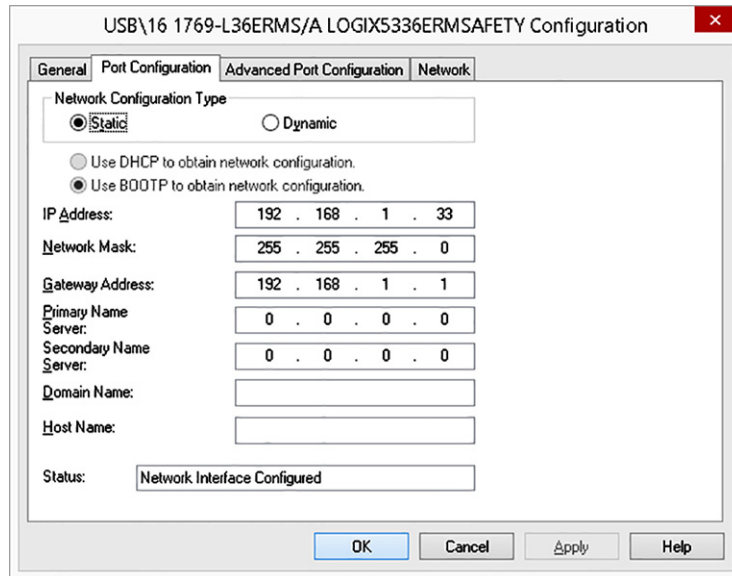 USB\16 1769-L36ERMS/A LOGIX5336ERMSAFETY Configuration
General Port Configuration Advanced Port Configuration Network
Network Configuration Type
Static Dynamic
Use DHCP to obtain network configuration.
Use BOOTP to obtain network configuration.
IP Address: 192 . 168 . 1 . 33
Network Mask: 255 . 255 . 255 . 0
Gateway Address: 192 . 168 . 1 . 1
Primary Name
Server: 0 . 0 . 0 . 0
Secondary Name
Server: 0 . 0 . 0 . 0
Domain Name:
Host Name:
Status: Network Interface Configured
OK Cancel Apply Help